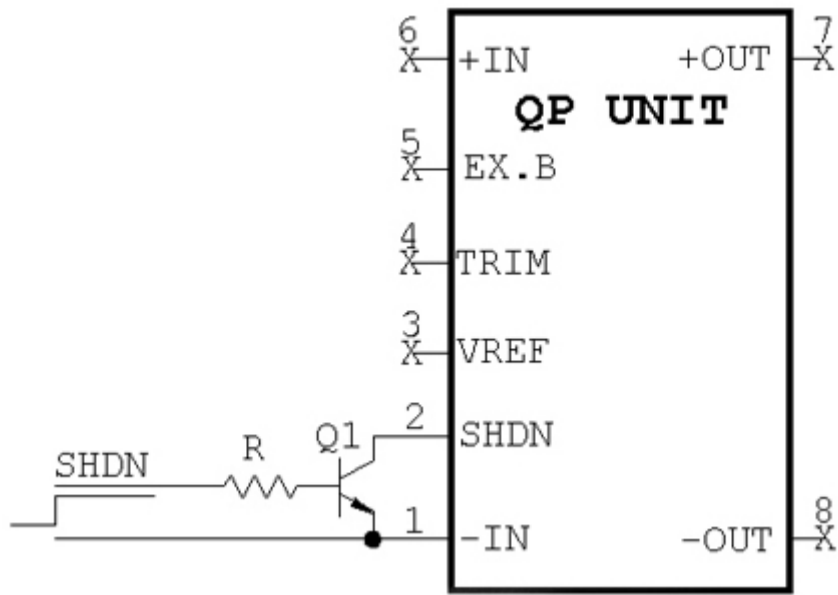 6
X
+IN
+OUT
7
X
QP UNIT
5
X
EX.B
4
X
TRIM
3
X
VREF
2
SHDN
Q1
R
SHDN
1
-IN
-OUT
8
X